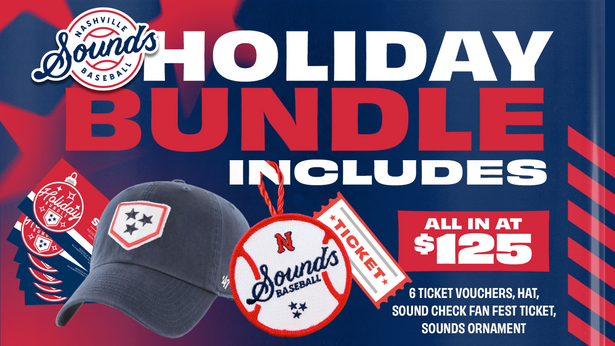 NASHVILLE
Sounds
BASEBALL
HOLIDAY
BUNDLE
INCLUDES
Holiday
N
Sounds
BASEBALL
TICKET
ALL IN AT
$125
6 TICKET VOUCHERS, HAT,
SOUND CHECK FAN FEST TICKET,
SOUNDS ORNAMENT